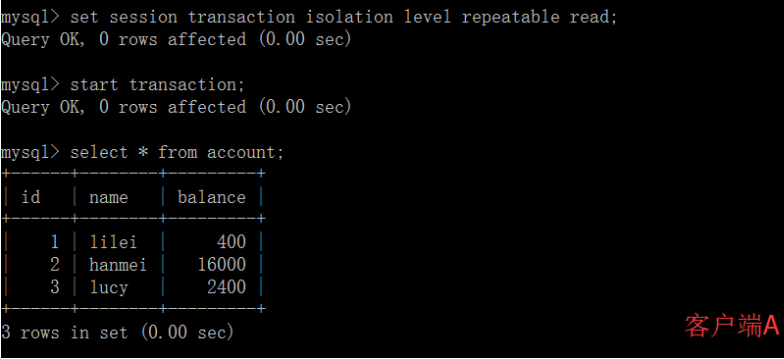 mysql> set session transaction isolation level repeatable read;
Query OK, 0 rows affected (0.00 sec)
mysql> start transaction;
Query OK, 0 rows affected (0.00 sec)
mysql> select * from account;
+------+--------+---------+
| id | name | balance |
+------+--------+---------+
| 1 | lilei | 400 |
| 2 | hanmei | 16000 |
| 3 | lucy | 2400 |
+------+--------+---------+
3 rows in set (0.00 sec)
客户端A